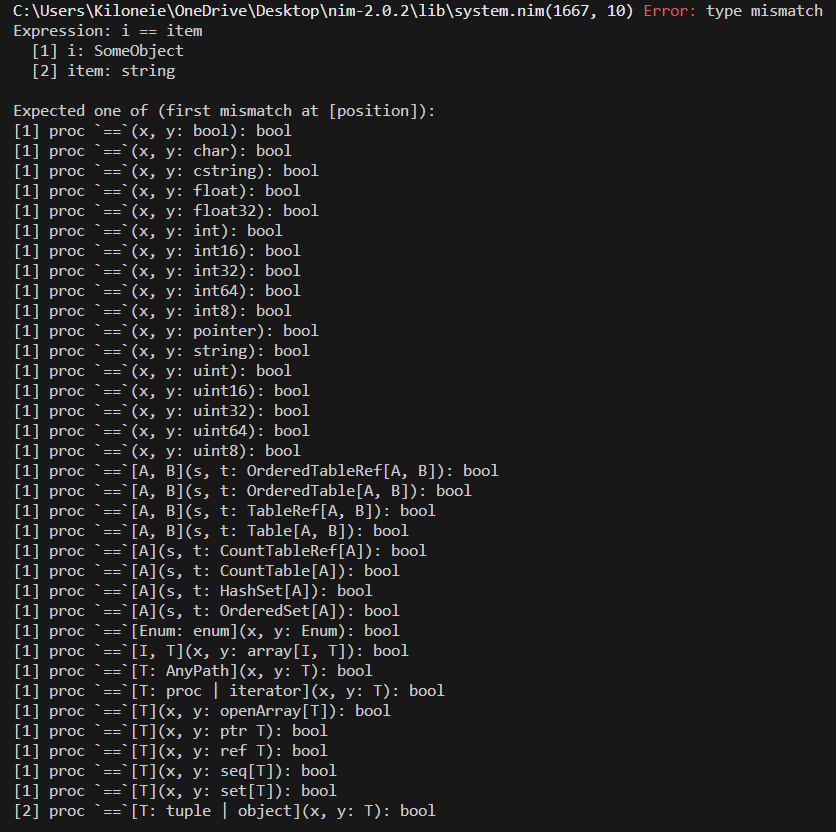 C:\Users\Kiloneie\OneDrive\Desktop\nim-2.0.2\lib\system.nim(1667, 10) Error: type mismatch
Expression: i == item
  [1] i: SomeObject
  [2] item: string

Expected one of (first mismatch at [position]):
[1] proc `==`(x, y: bool): bool
[1] proc `==`(x, y: char): bool
[1] proc `==`(x, y: cstring): bool
[1] proc `==`(x, y: float): bool
[1] proc `==`(x, y: float32): bool
[1] proc `==`(x, y: int): bool
[1] proc `==`(x, y: int16): bool
[1] proc `==`(x, y: int32): bool
[1] proc `==`(x, y: int64): bool
[1] proc `==`(x, y: int8): bool
[1] proc `==`(x, y: pointer): bool
[1] proc `==`(x, y: string): bool
[1] proc `==`(x, y: uint): bool
[1] proc `==`(x, y: uint16): bool
[1] proc `==`(x, y: uint32): bool
[1] proc `==`(x, y: uint64): bool
[1] proc `==`(x, y: uint8): bool
[1] proc `==`[A, B](s, t: OrderedTableRef[A, B]): bool
[1] proc `==`[A, B](s, t: OrderedTable[A, B]): bool
[1] proc `==`[A, B](s, t: TableRef[A, B]): bool
[1] proc `==`[A, B](s, t: Table[A, B]): bool
[1] proc `==`[A](s, t: CountTableRef[A]): bool
[1] proc `==`[A](s, t: CountTable[A]): bool
[1] proc `==`[A](s, t: HashSet[A]): bool
[1] proc `==`[A](s, t: OrderedSet[A]): bool
[1] proc `==`[Enum: enum](x, y: Enum): bool
[1] proc `==`[I, T](x, y: array[I, T]): bool
[1] proc `==`[T: AnyPath](x, y: T): bool
[1] proc `==`[T: proc | iterator](x, y: T): bool
[1] proc `==`[T](x, y: openArray[T]): bool
[1] proc `==`[T](x, y: ptr T): bool
[1] proc `==`[T](x, y: ref T): bool
[1] proc `==`[T](x, y: seq[T]): bool
[1] proc `==`[T](x, y: set[T]): bool
[2] proc `==`[T: tuple | object](x, y: T): bool